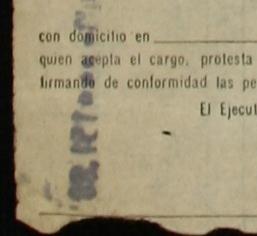 con domicilio en
quien acepta el cargo, protesta
firmando de conformidad las pe
El Ejecut